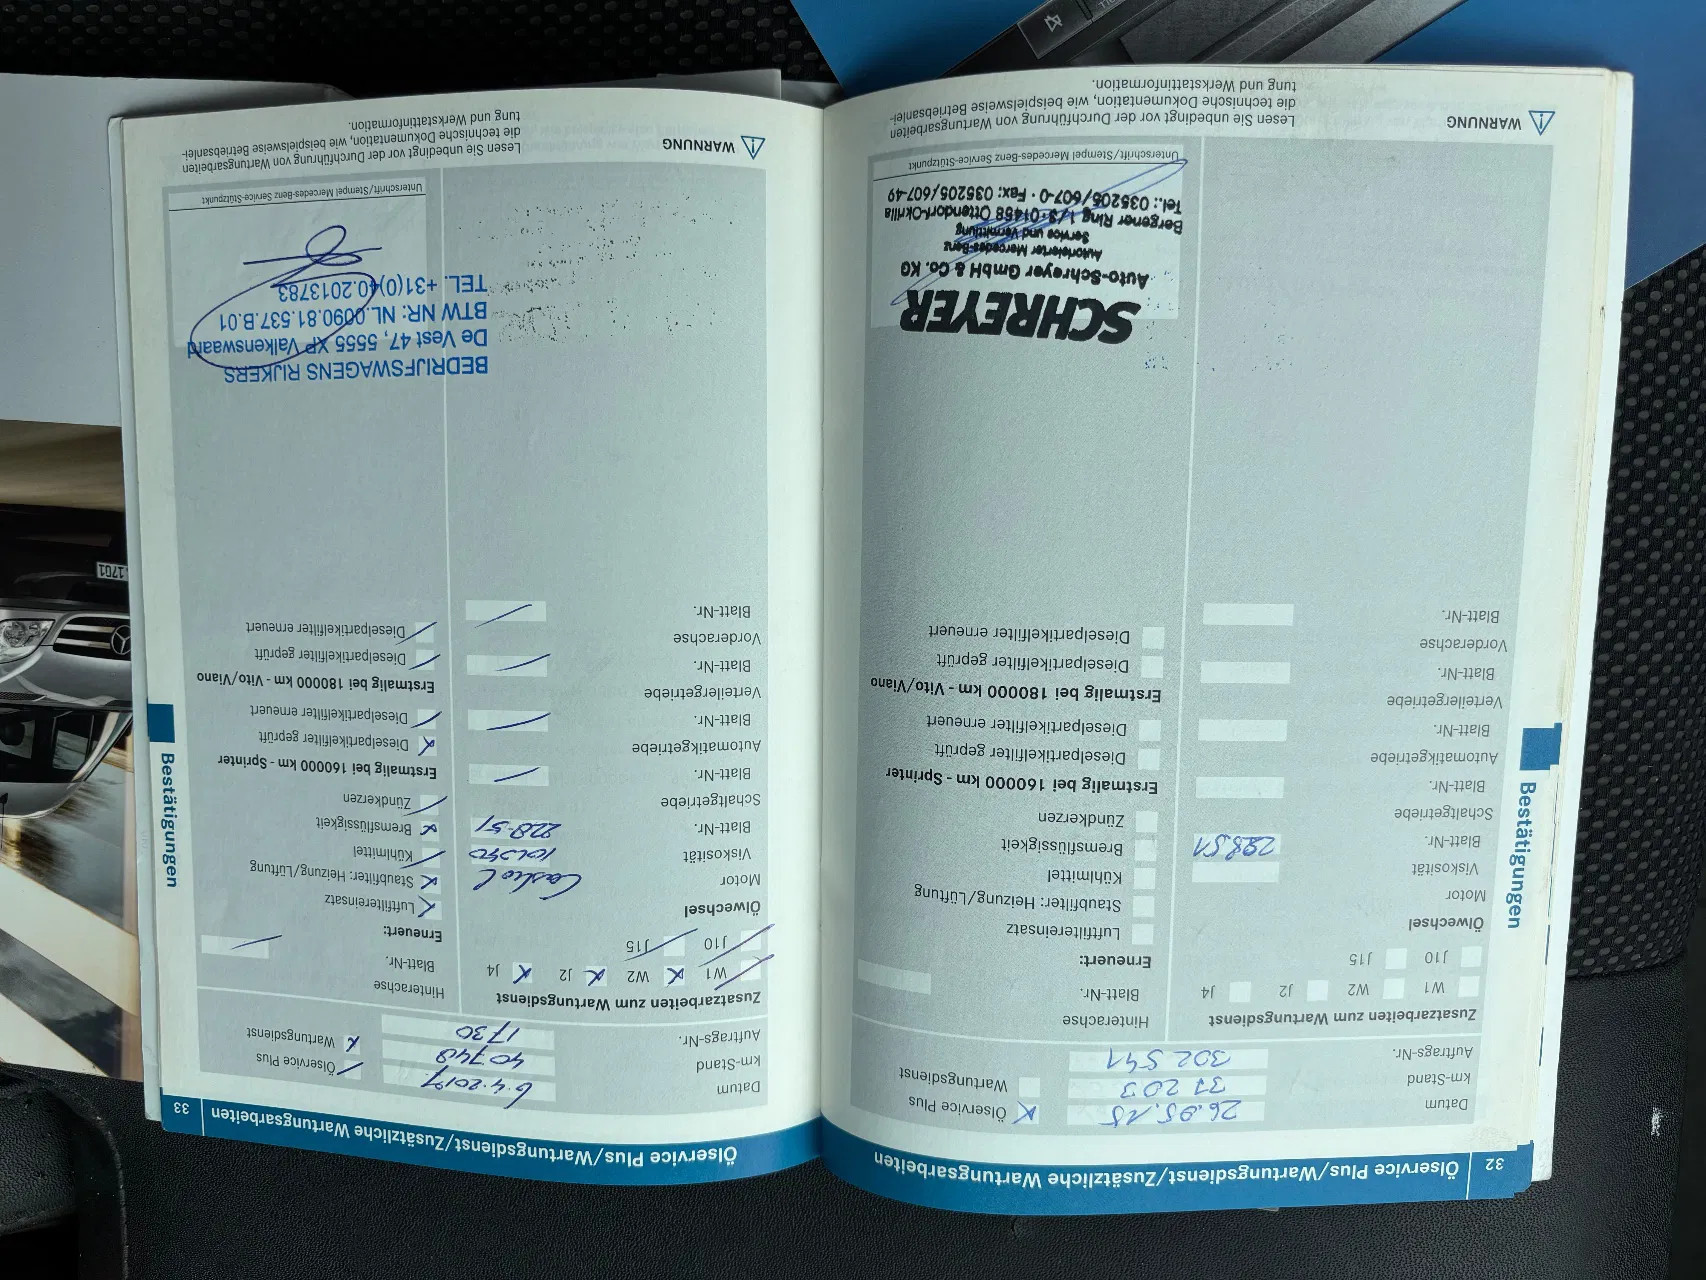 32
Ölservice Plus/Wartungsdienst/Zusätzliche Wartungsarbeiten
Datum 26.05.15
km-Stand 31203
Auftrags-Nr. 302541
Ölservice Plus
Wartungsdienst
Zusatzarbeiten zum Wartungsdienst
W1 W2 J2 J4
J10 J15
Ölwechsel
Motor
Viskosität
Blatt-Nr. 228 51
Schaltgetriebe
Blatt-Nr.
Automatikgetriebe
Blatt-Nr.
Verteilergetriebe
Blatt-Nr.
Vorderachse
Blatt-Nr.
Hinterachse
Blatt-Nr.
Erneuert:
Luftfiltereinsatz
Staubfilter: Heizung/Lüftung
Kühlmittel
Bremsflüssigkeit
Zündkerzen
Erstmalig bei 160000 km - Sprinter
Dieselpartikelfilter geprüft
Dieselpartikelfilter erneuert
Erstmalig bei 180000 km - Vito/Viano
Dieselpartikelfilter geprüft
Dieselpartikelfilter erneuert
SCHREYER
Auto-Schreyer GmbH & Co. KG
Autorisierter Mercedes-Benz
Service und Vermittlung
Bergener Ring 1/3 · 01458 Ottendorf-Okrilla
Tel.: 035205/607-0 · Fax: 035205/607-49
Unterschrift/Stempel Mercedes-Benz Service-Stützpunkt
WARNUNG
Lesen Sie unbedingt vor der Durchführung von Wartungsarbeiten
die technische Dokumentation, wie beispielsweise Betriebsanlei-
tung und Werkstattinformation.
Bestätigungen
Ölservice Plus/Wartungsdienst/Zusätzliche Wartungsarbeiten
33
Datum 6.4.2017
km-Stand 40748
Auftrags-Nr. 1730
Ölservice Plus
Wartungsdienst
Zusatzarbeiten zum Wartungsdienst
W1 W2 J2 J4
J10 J15
Ölwechsel
Motor Castrol
Viskosität
Blatt-Nr. 228.51
Schaltgetriebe
Blatt-Nr.
Automatikgetriebe
Blatt-Nr.
Verteilergetriebe
Blatt-Nr.
Vorderachse
Blatt-Nr.
Hinterachse
Blatt-Nr.
Erneuert:
Luftfiltereinsatz
Staubfilter: Heizung/Lüftung
Kühlmittel
Bremsflüssigkeit
Zündkerzen
Erstmalig bei 160000 km - Sprinter
Dieselpartikelfilter geprüft
Dieselpartikelfilter erneuert
Erstmalig bei 180000 km - Vito/Viano
Dieselpartikelfilter geprüft
Dieselpartikelfilter erneuert
BEDRIJFSWAGENS RIJKERS
De Vest 47, 5555 XP Valkenswaard
BTW NR: NL.0090.81.537.B.01
TEL. +31(0)40.2013783
Unterschrift/Stempel Mercedes-Benz Service-Stützpunkt
WARNUNG
Lesen Sie unbedingt vor der Durchführung von Wartungsarbeiten
die technische Dokumentation, wie beispielsweise Betriebsanlei-
tung und Werkstattinformation.
Bestätigungen